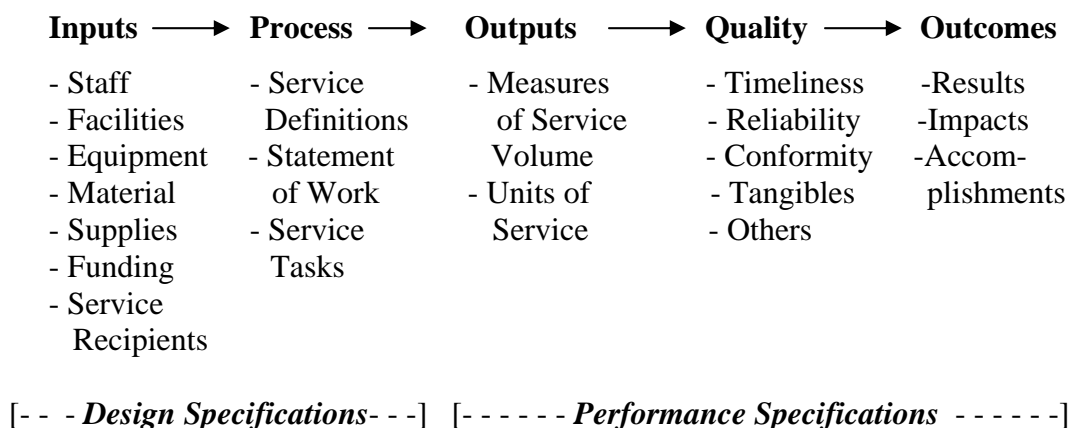 Inputs Process Outputs Quality Outcomes
- Staff - Service - Measures - Timeliness -Results
- Facilities Definitions of Service - Reliability -Impacts
- Equipment - Statement Volume - Conformity -Accom-
- Material of Work - Units of - Tangibles plishments
- Supplies - Service Service - Others
- Funding Tasks
- Service
Recipients
[- - - Design Specifications- - -] [- - - - - - Performance Specifications - - - - - -]